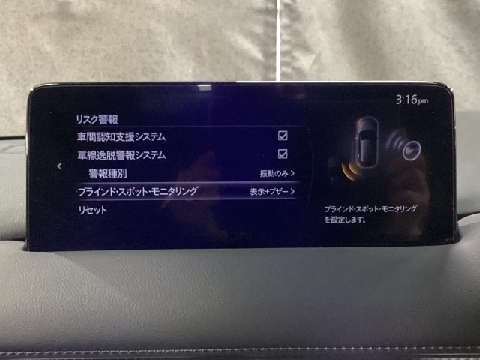 3:16pm
リスク警報
車間認知支援システム
車線逸脱警報システム
警報種別 振動のみ >
ブラインド・スポット・モニタリング 表示+ブザー >
リセット
ブラインド・スポット・モニタリング
を設定します。